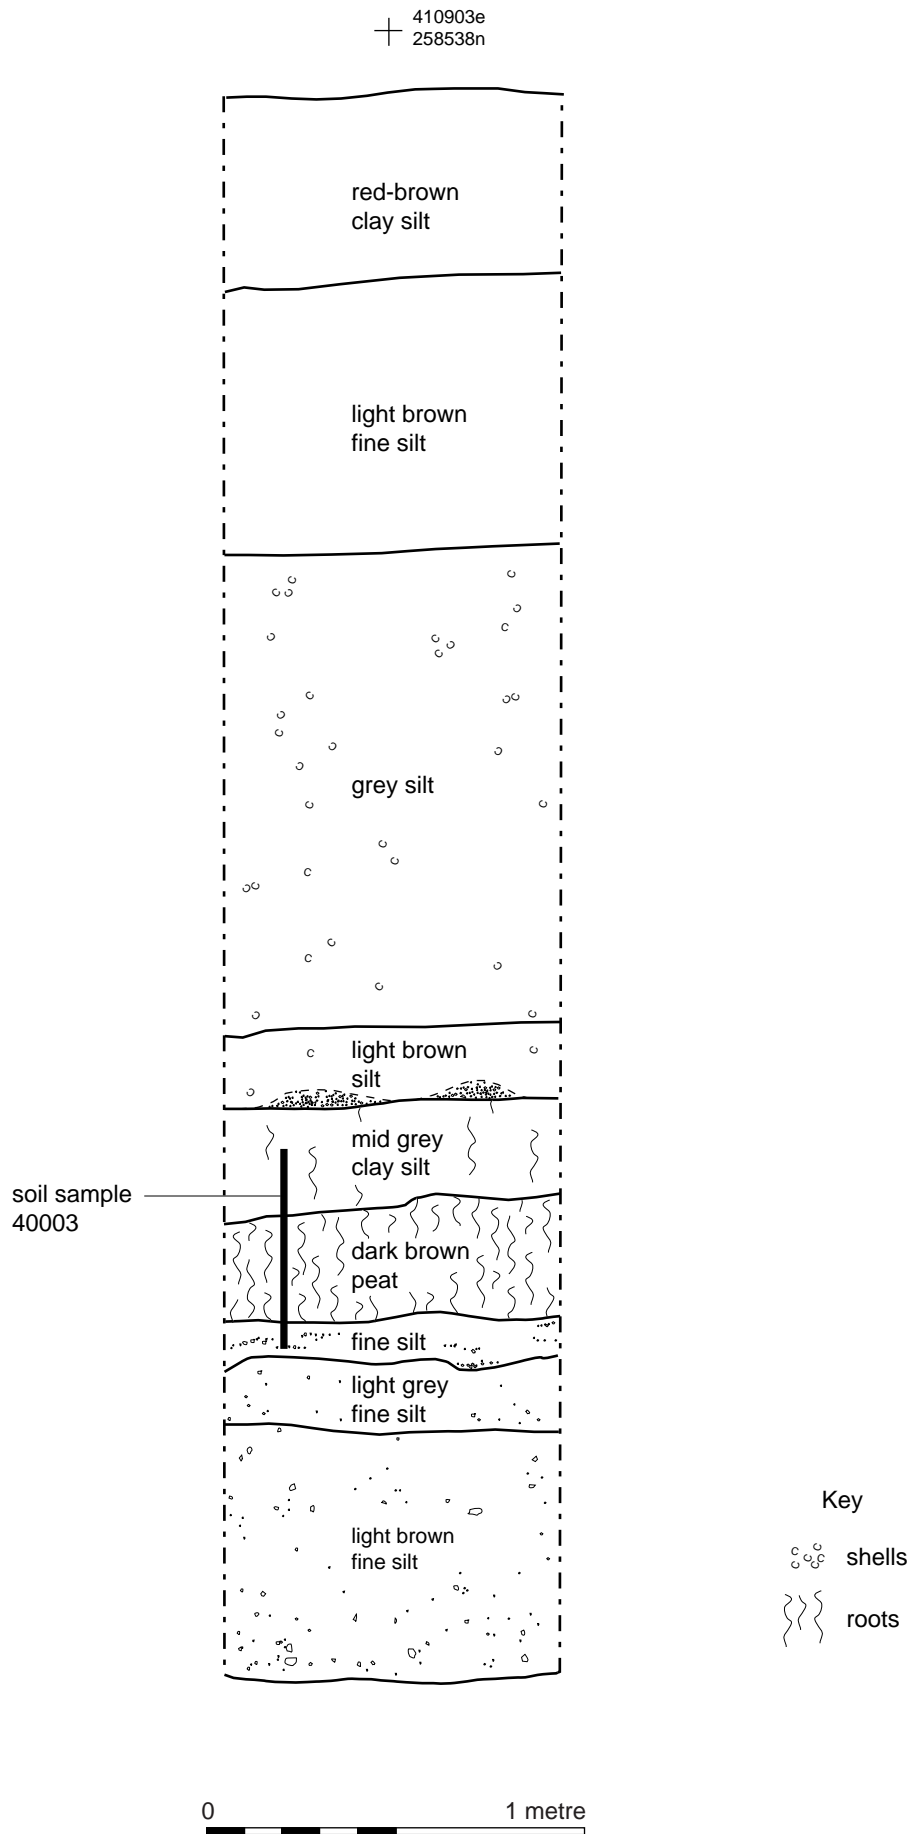 410903e
258538n
red-brown
clay silt
light brown
fine silt
grey silt
light brown
silt
mid grey
clay silt
soil sample
40003
dark brown
peat
fine silt
light grey
fine silt
light brown
fine silt
Key
shells
roots
0 1 metre